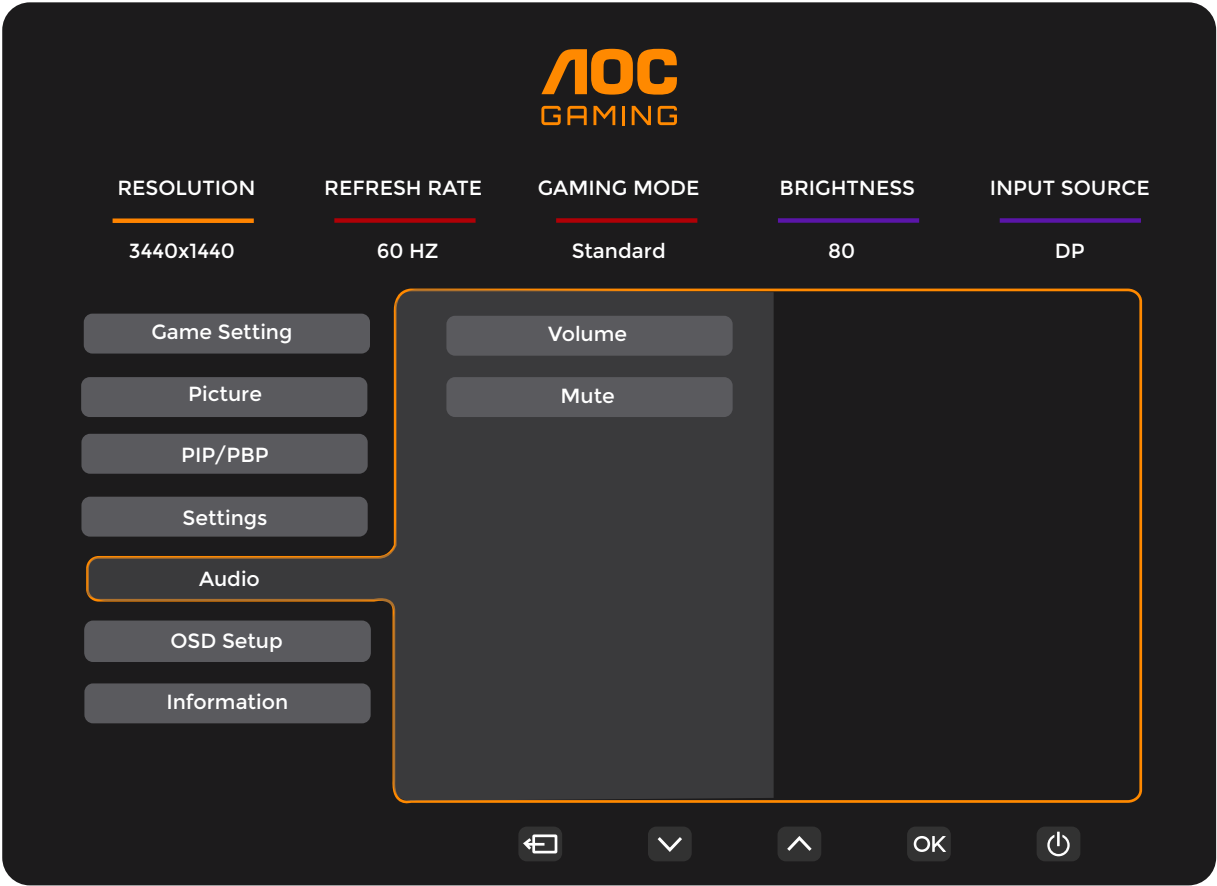 AOC
GAMING
RESOLUTION REFRESH RATE GAMING MODE BRIGHTNESS INPUT SOURCE
3440x1440 60 HZ Standard 80 DP
Game Setting
Volume
Picture
Mute
PIP/PBP
Settings
Audio
OSD Setup
Information
OK